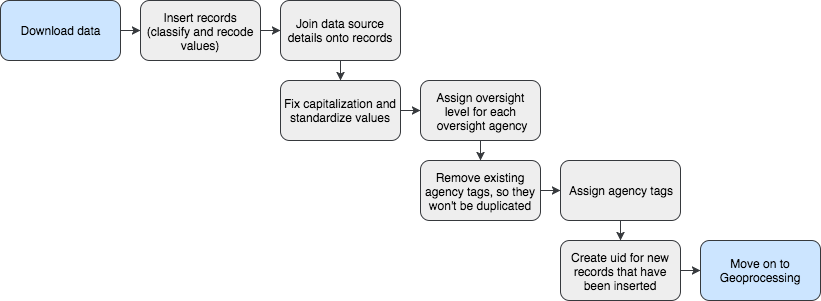 Download data
Insert records
(classify and recode
values)
Join data source
details onto records
Fix capitalization and
standardize values
Assign oversight
level for each
oversight agency
Remove existing
agency tags, so they
won't be duplicated
Assign agency tags
Create uid for new
records that have
been inserted
Move on to
Geoprocessing